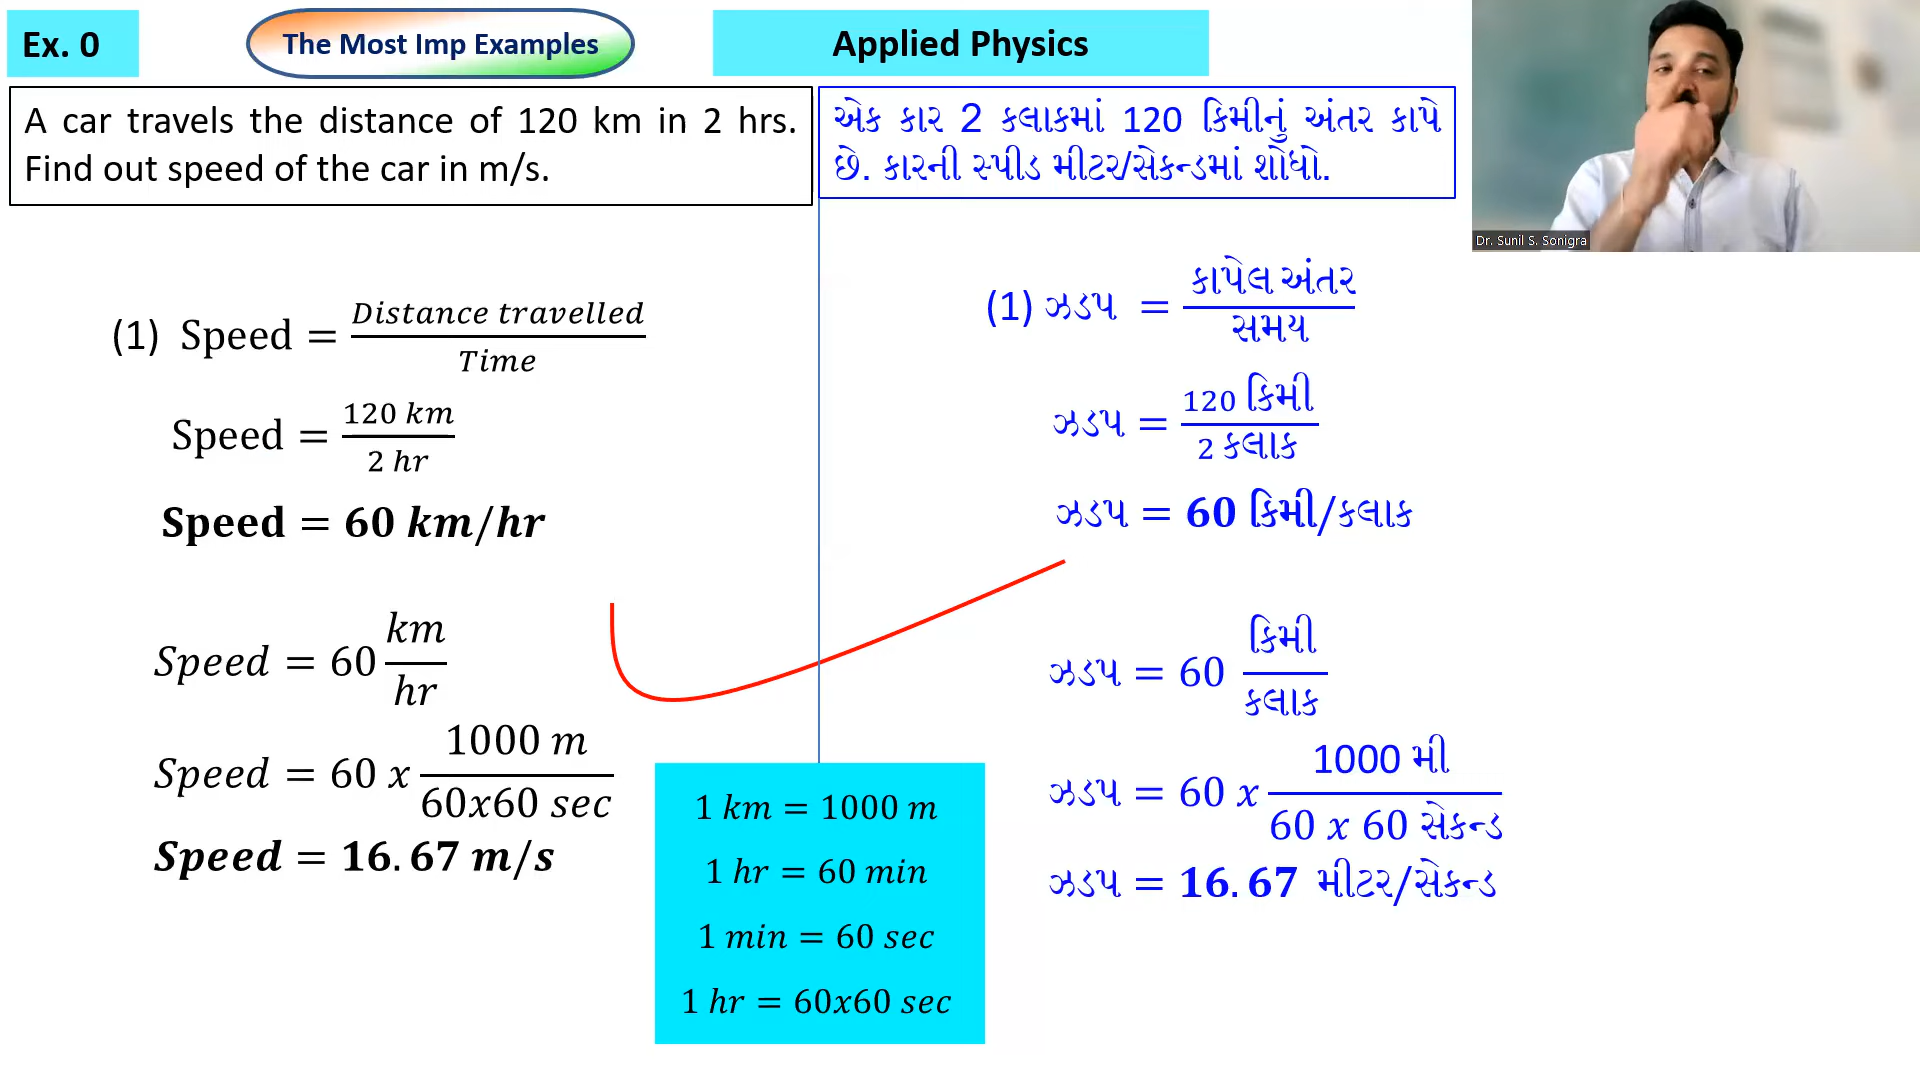 Ex. 0
The Most Imp Examples
Applied Physics
A car travels the distance of 120 km in 2 hrs.
Find out speed of the car in m/s.
એક કાર 2 કલાકમાં 120 કિમીનું અંતર કાપે
છે. કારની સ્પીડ મીટર/સેકન્ડમાં શોધો.
Dr. Sunil S. Sonigra
(1) Speed = Distance travelled / Time
Speed = 120 km / 2 hr
Speed = 60 km/hr
Speed = 60 km / hr
Speed = 60 x 1000 m / 60x60 sec
Speed = 16.67 m/s
1 km = 1000 m
1 hr = 60 min
1 min = 60 sec
1 hr = 60x60 sec
(1) ઝડપ = કાપેલ અંતર / સમય
ઝડપ = 120 કિમી / 2 કલાક
ઝડપ = 60 કિમી/કલાક
ઝડપ = 60 કિમી / કલાક
ઝડપ = 60 x 1000 મી / 60 x 60 સેકન્ડ
ઝડપ = 16.67 મીટર/સેકન્ડ